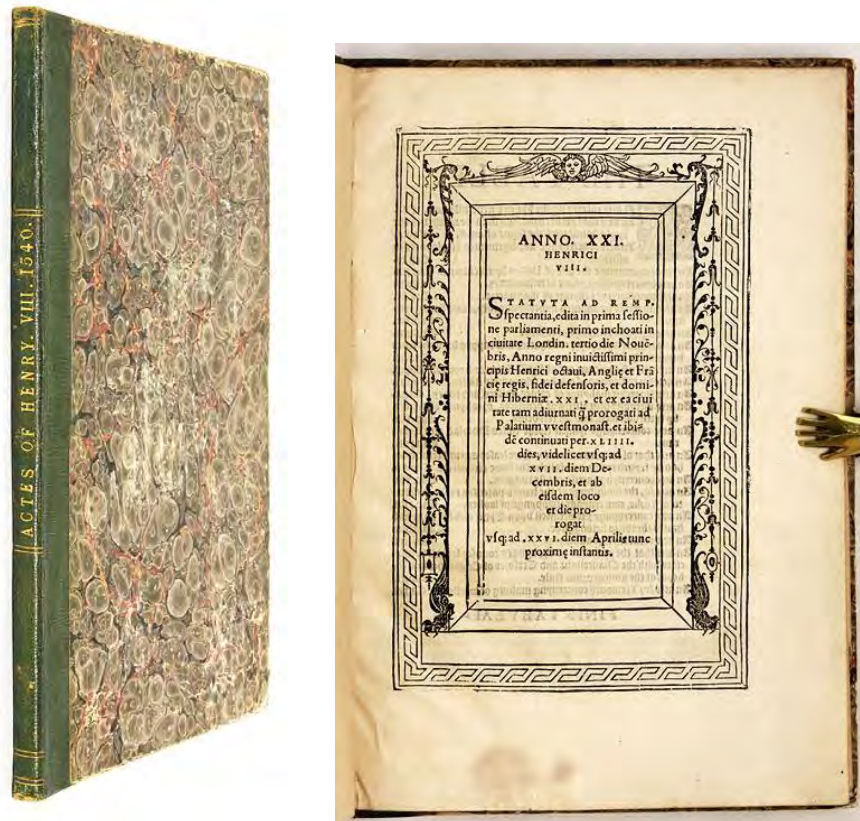 ACTES OF HENRY. VIII. 1540.
ANNO. XXI.
HENRICI
VIII.
STATVTA AD REMP.
spectantia, edita in prima sessio
ne parliamenti, primo inchoati in
ciuitate Londin. tertio die Nouē-
bris, Anno regni inuictissimi prin-
cipis Henrici octaui, Anglię et Frā
cię regis, fidei defensoris, et domi
ni Hiberniæ. XXI. et ex ea ciui
tate tam adiurnati q̃ prorogati ad
Palatium vvestmonast. et ibi-
dē continuati per. XLIIII.
dies, videlicet vsq; ad
XVII. diem De-
cembris, et ab
eisdem loco
et die pro-
rogat
vsq; ad. XXVI. diem Aprilis tunc
proximę instantis.